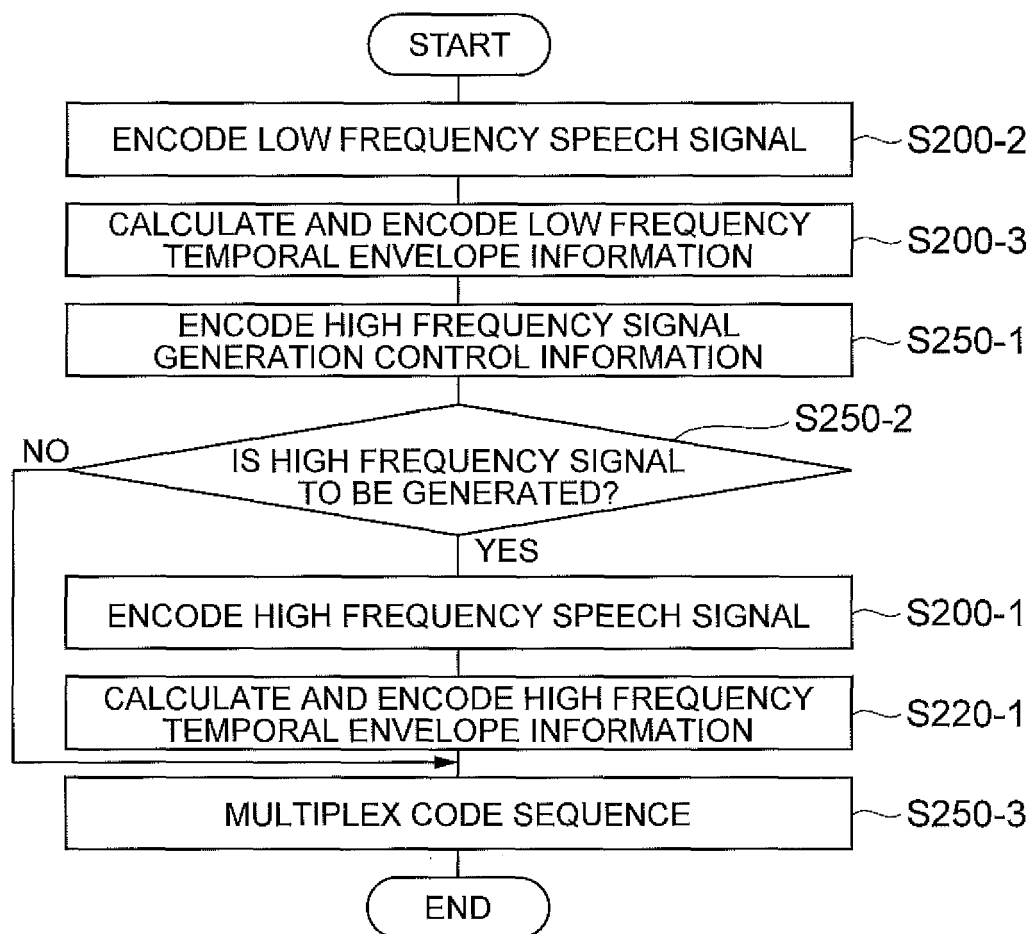 START
ENCODE LOW FREQUENCY SPEECH SIGNAL
S200-2
CALCULATE AND ENCODE LOW FREQUENCY
TEMPORAL ENVELOPE INFORMATION
S200-3
ENCODE HIGH FREQUENCY SIGNAL
GENERATION CONTROL INFORMATION
S250-1
S250-2
NO
IS HIGH FREQUENCY SIGNAL
TO BE GENERATED?
YES
ENCODE HIGH FREQUENCY SPEECH SIGNAL
S200-1
CALCULATE AND ENCODE HIGH FREQUENCY
TEMPORAL ENVELOPE INFORMATION
S220-1
MULTIPLEX CODE SEQUENCE
S250-3
END